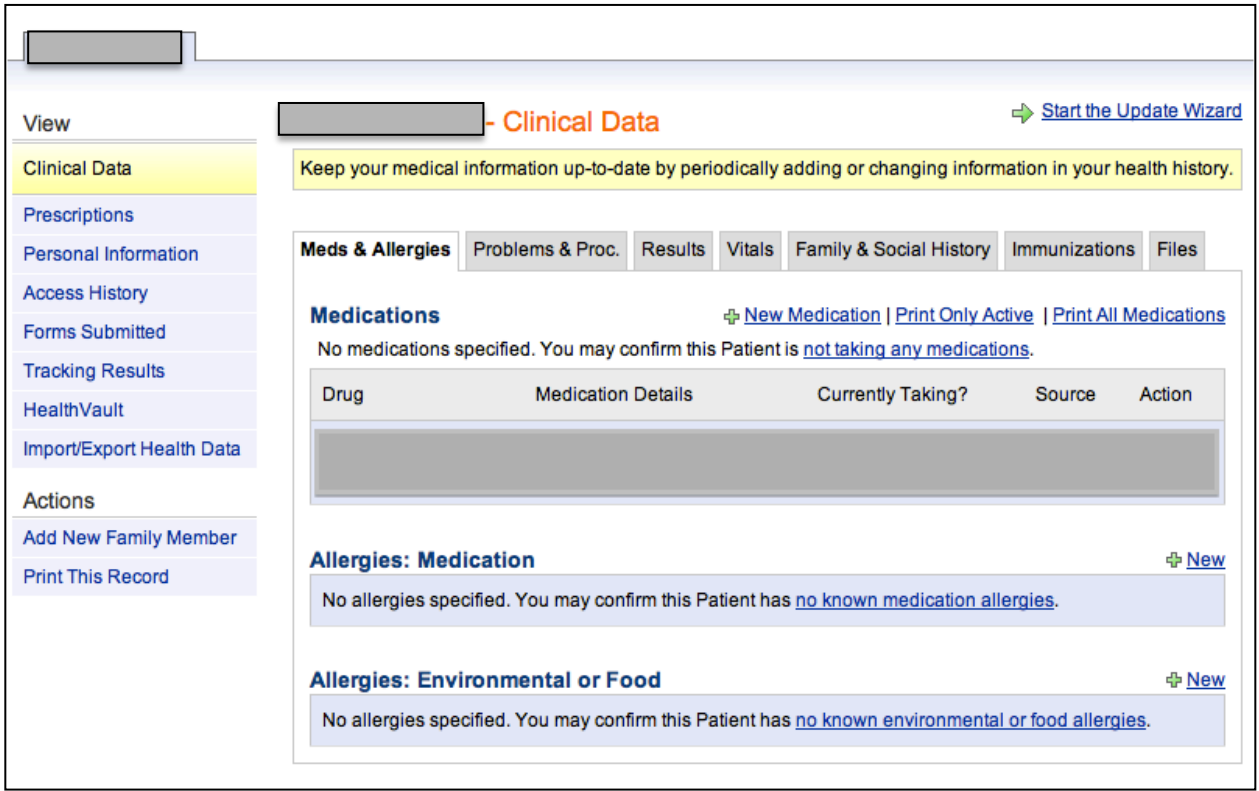 - Clinical Data
Start the Update Wizard
View
Clinical Data
Prescriptions
Personal Information
Access History
Forms Submitted
Tracking Results
HealthVault
Import/Export Health Data
Actions
Add New Family Member
Print This Record
Keep your medical information up-to-date by periodically adding or changing information in your health history.
Meds & Allergies Problems & Proc. Results Vitals Family & Social History Immunizations Files
Medications New Medication | Print Only Active | Print All Medications
No medications specified. You may confirm this Patient is not taking any medications.
Drug Medication Details Currently Taking? Source Action
Allergies: Medication New
No allergies specified. You may confirm this Patient has no known medication allergies.
Allergies: Environmental or Food New
No allergies specified. You may confirm this Patient has no known environmental or food allergies.